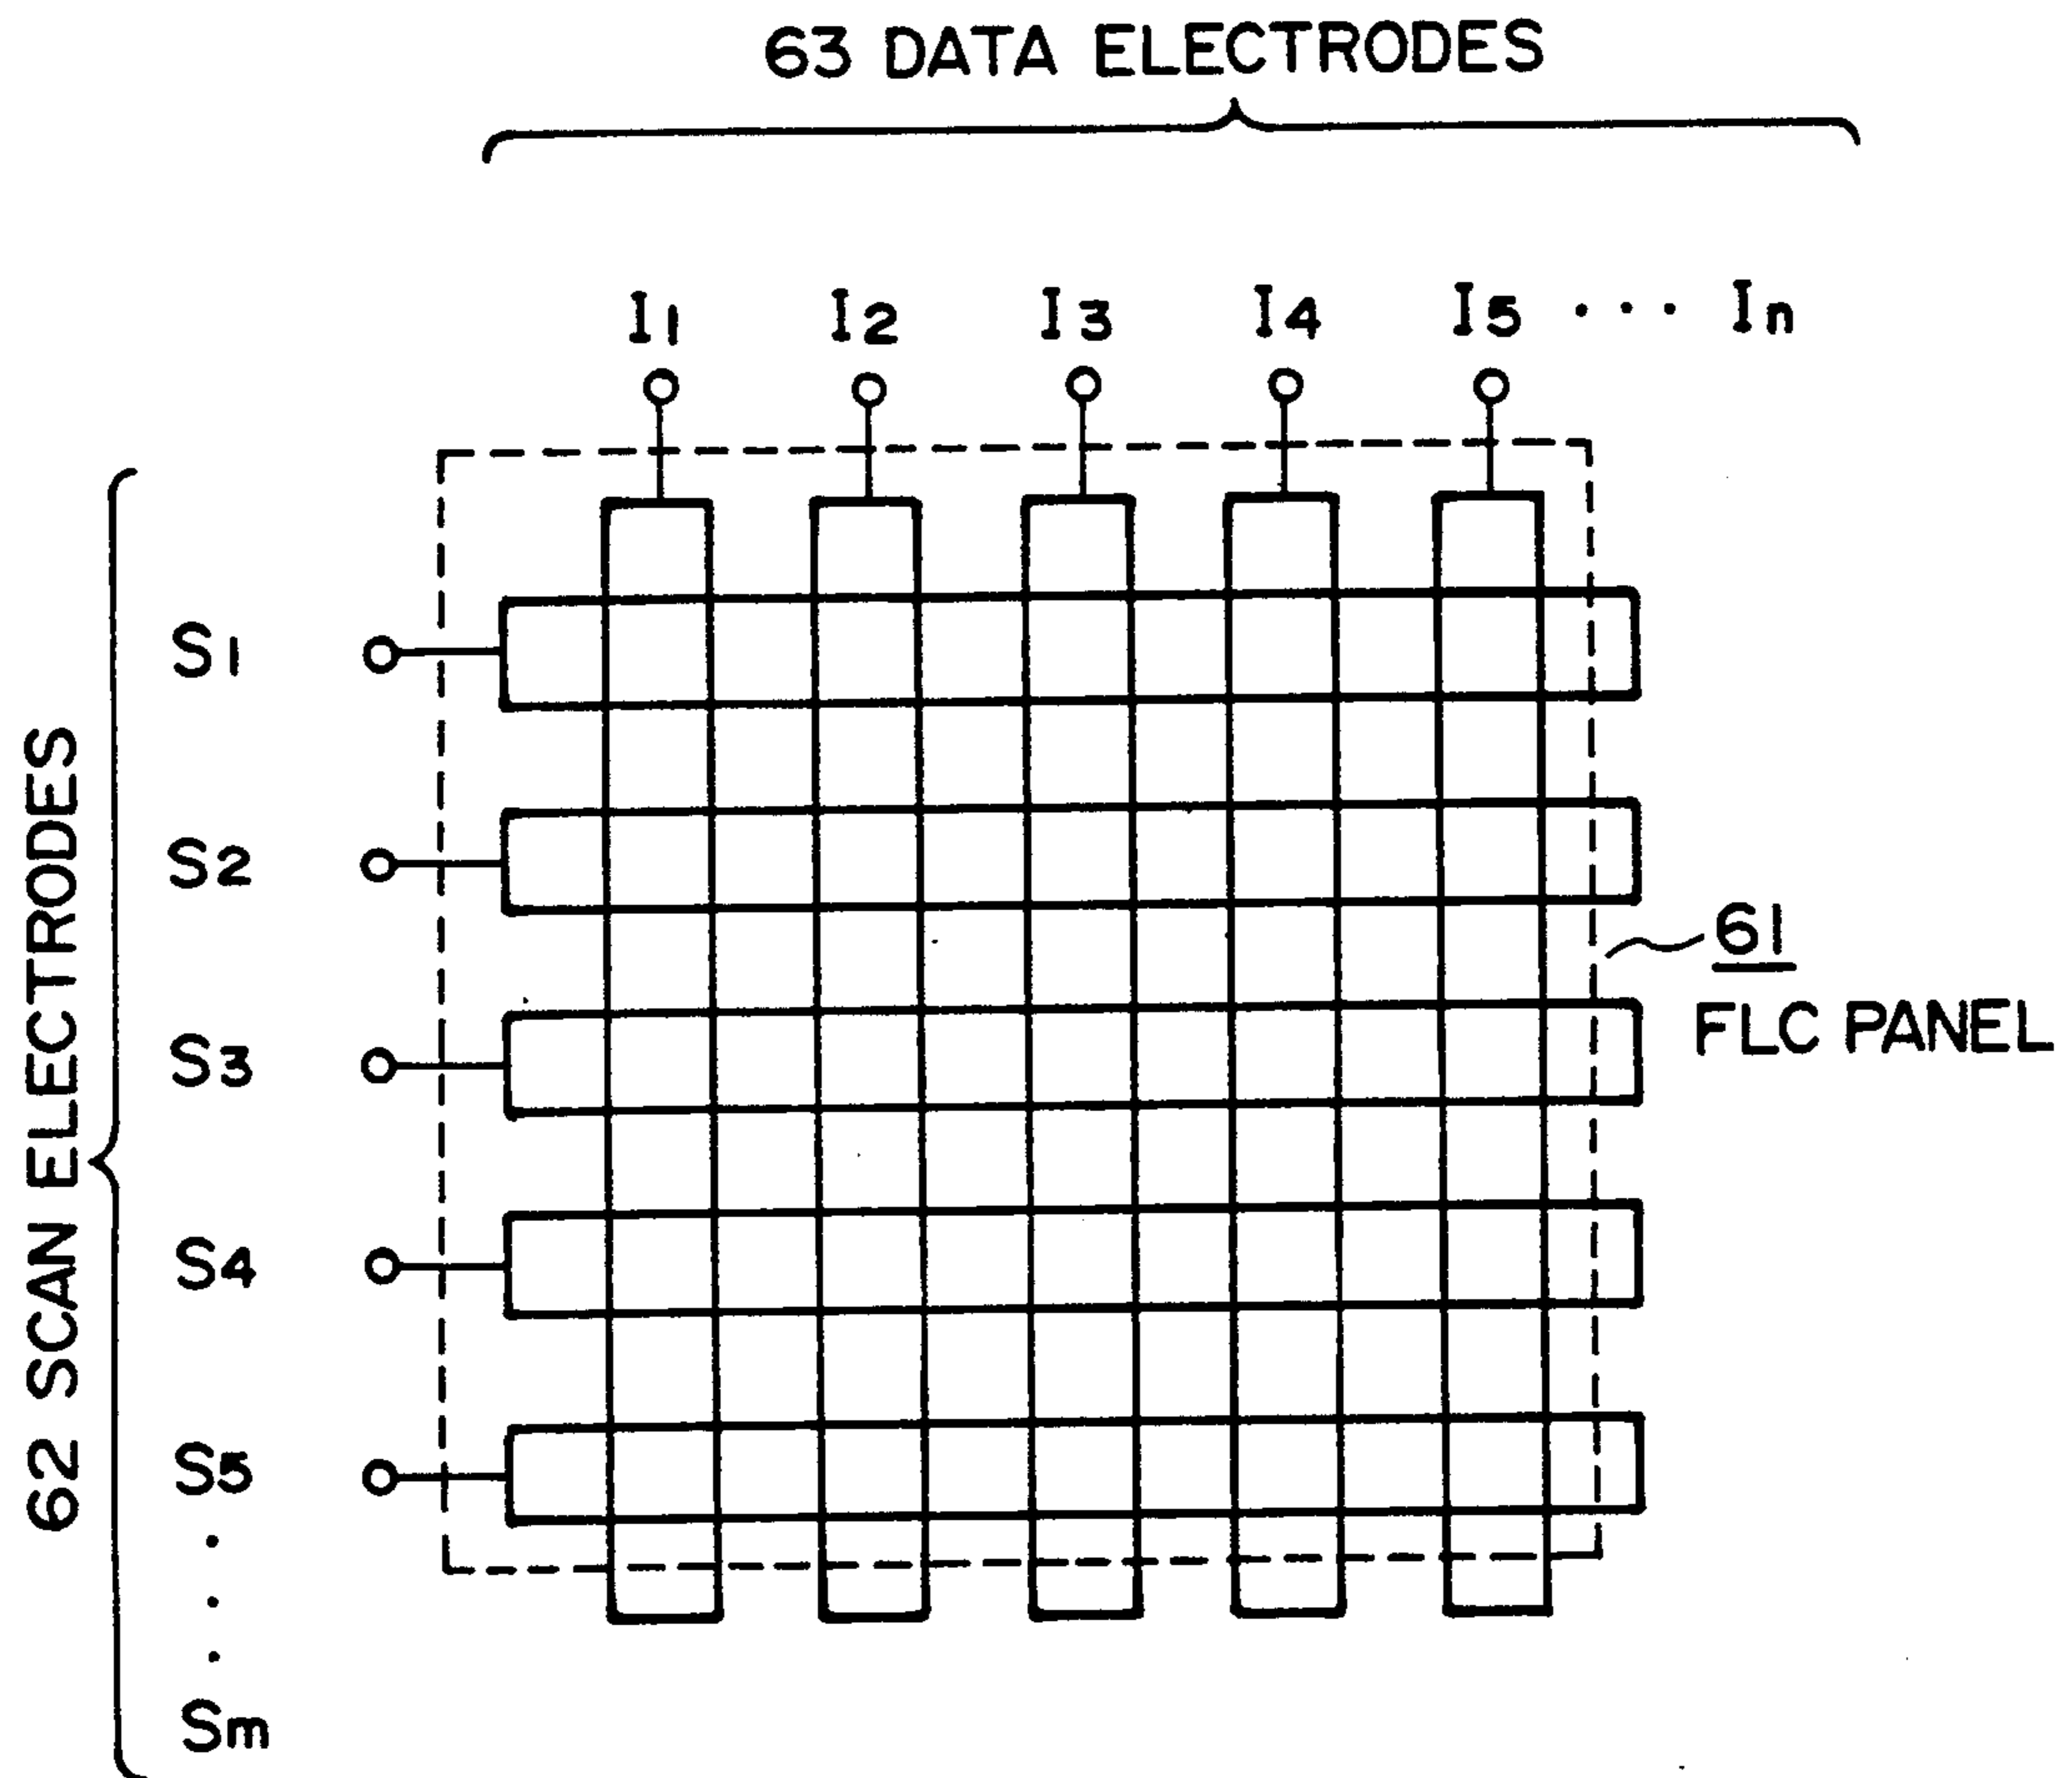 63 DATA ELECTRODES
I1 I2 I3 I4 I5 ... In
62 SCAN ELECTRODES
S1
S2
61
FLC PANEL
S3
S4
S5
.
.
.
Sm